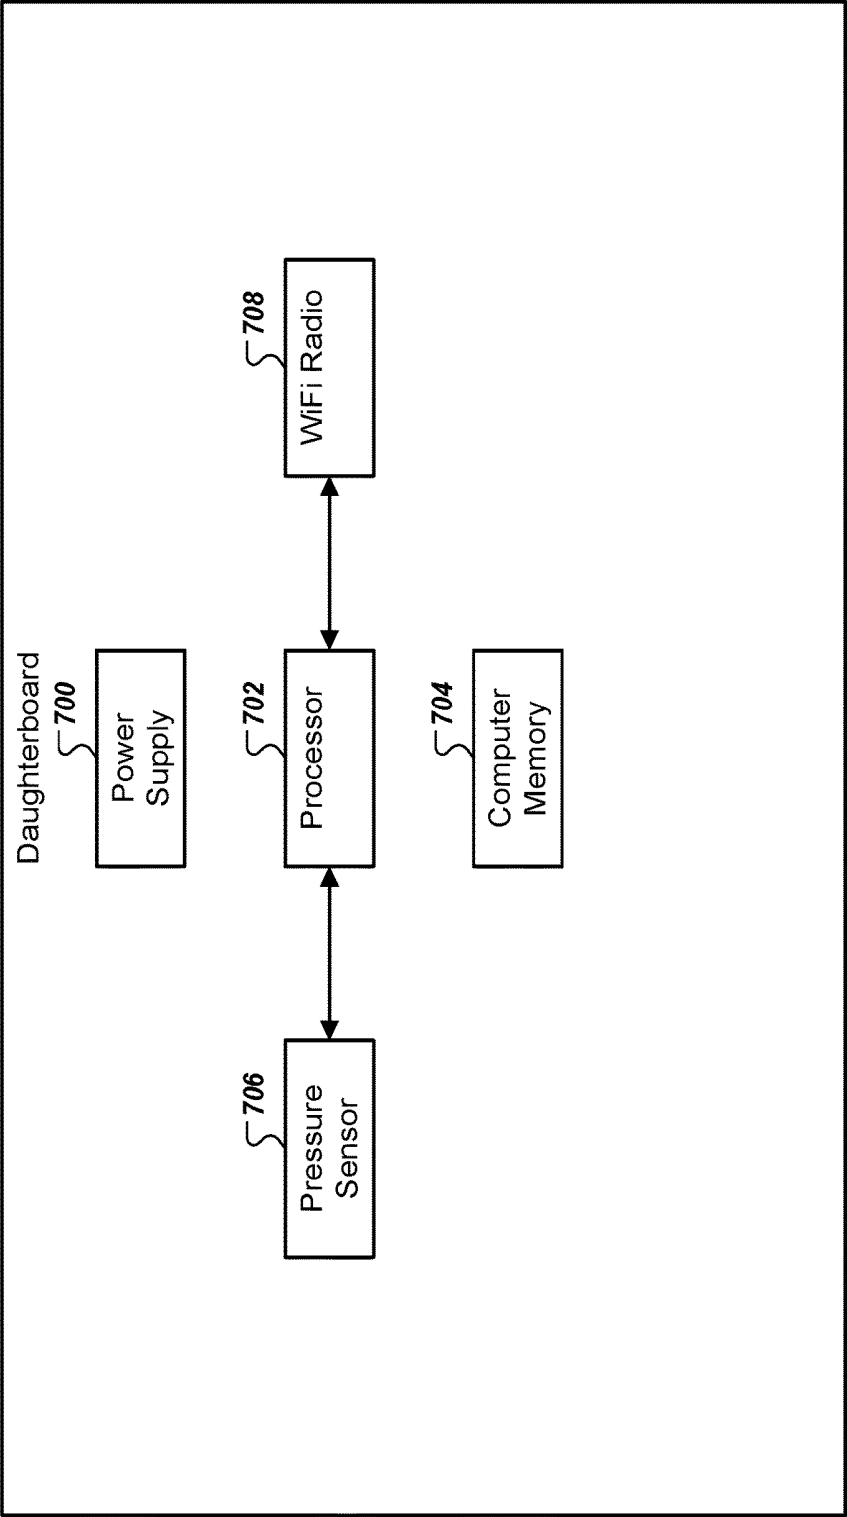 Daughterboard
700
Power
Supply
706
Pressure
Sensor
702
Processor
708
WiFi Radio
704
Computer
Memory